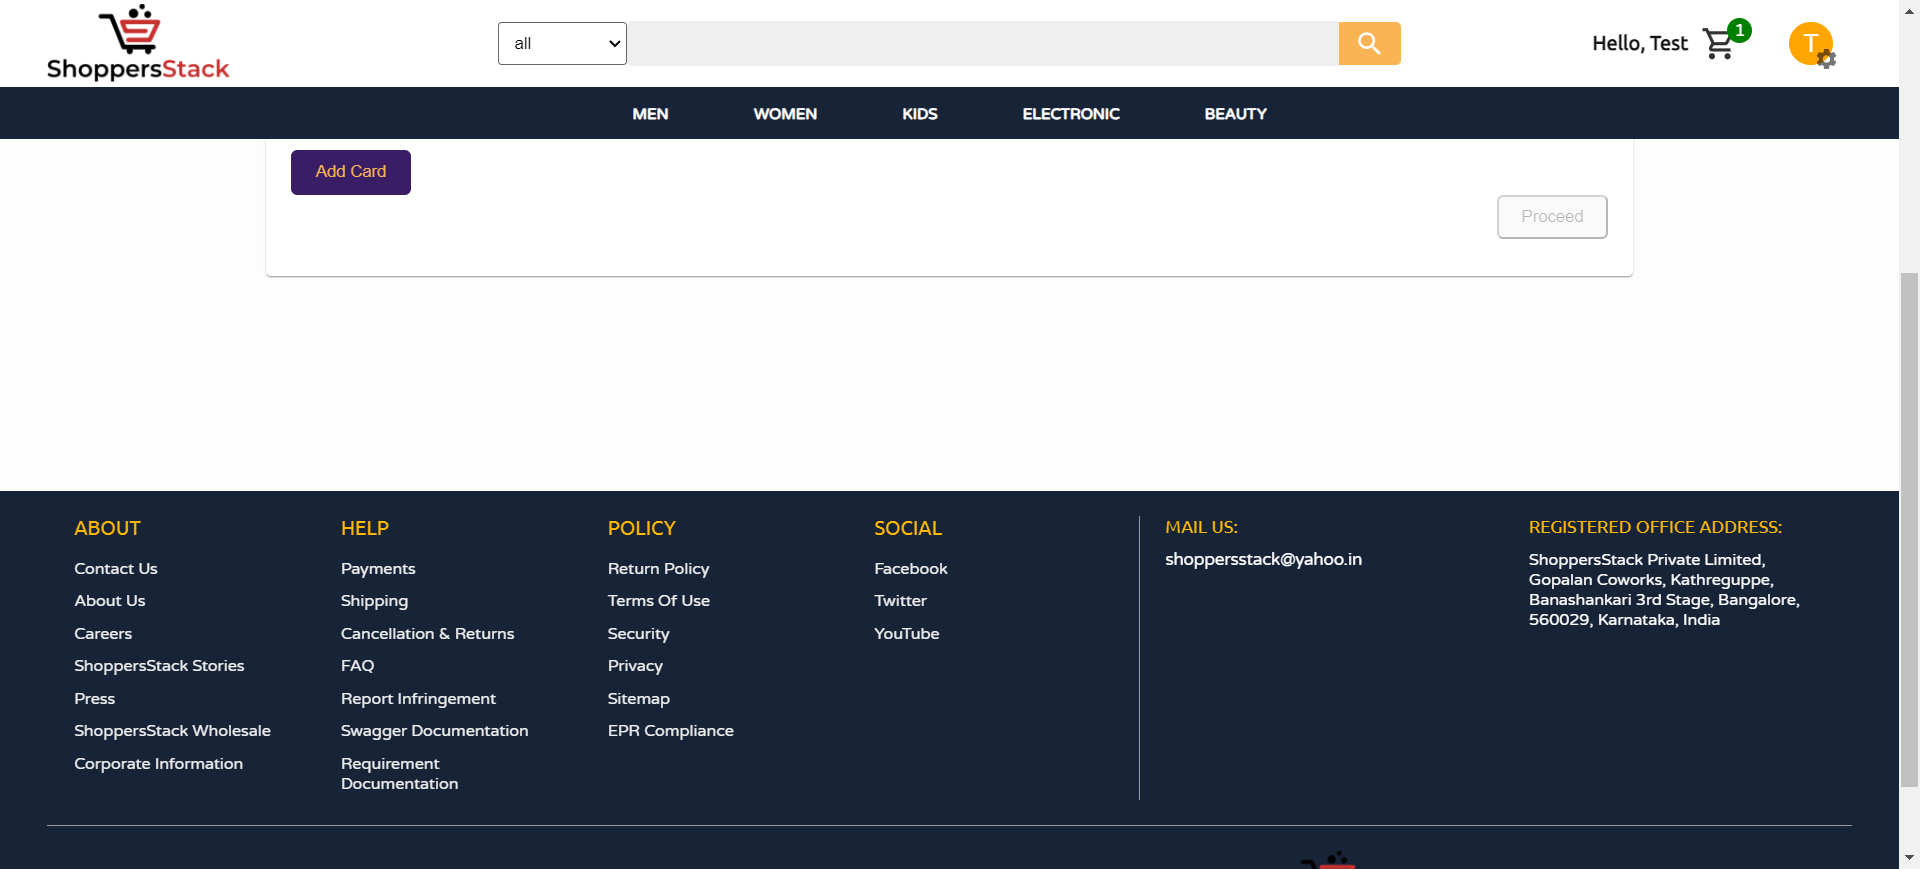 ShoppersStack
all
Hello, Test
1
T
MEN WOMEN KIDS ELECTRONIC BEAUTY
Add Card
Proceed
ABOUT
Contact Us
About Us
Careers
ShoppersStack Stories
Press
ShoppersStack Wholesale
Corporate Information
HELP
Payments
Shipping
Cancellation & Returns
FAQ
Report Infringement
Swagger Documentation
Requirement
Documentation
POLICY
Return Policy
Terms Of Use
Security
Privacy
Sitemap
EPR Compliance
SOCIAL
Facebook
Twitter
YouTube
MAIL US:
shoppersstack@yahoo.in
REGISTERED OFFICE ADDRESS:
ShoppersStack Private Limited,
Gopalan Coworks, Kathreguppe,
Banashankari 3rd Stage, Bangalore,
560029, Karnataka, India